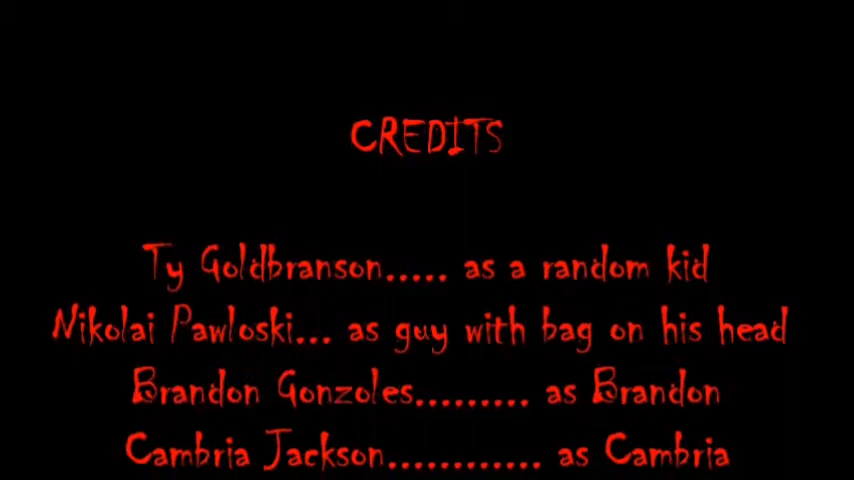 CREDITS
Ty Goldbranson..... as a random kid
Nikolai Pawloski... as guy with bag on his head
Brandon Gonzoles......... as Brandon
Cambria Jackson............ as Cambria